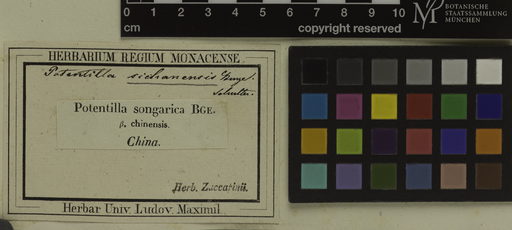 0 1 2 3 4 5 6 7 8 9 10
cm
copyright reserved
BOTANISCHE
STAATSSAMMLUNG
MÜNCHEN
HERBARIUM REGIUM MONACENSE
Potentilla
Potentilla songarica BGE.
β. chinensis.
China.
Herb. Zuccarinii.
Herbar Univ Ludov Maximil